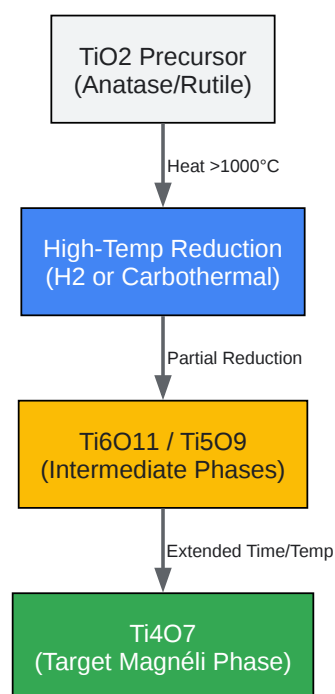 TiO2 Precursor
(Anatase/Rutile)
Heat >1000°C
High-Temp Reduction
(H2 or Carbothermal)
Partial Reduction
Ti6O11 / Ti5O9
(Intermediate Phases)
Extended Time/Temp
Ti4O7
(Target Magnéli Phase)